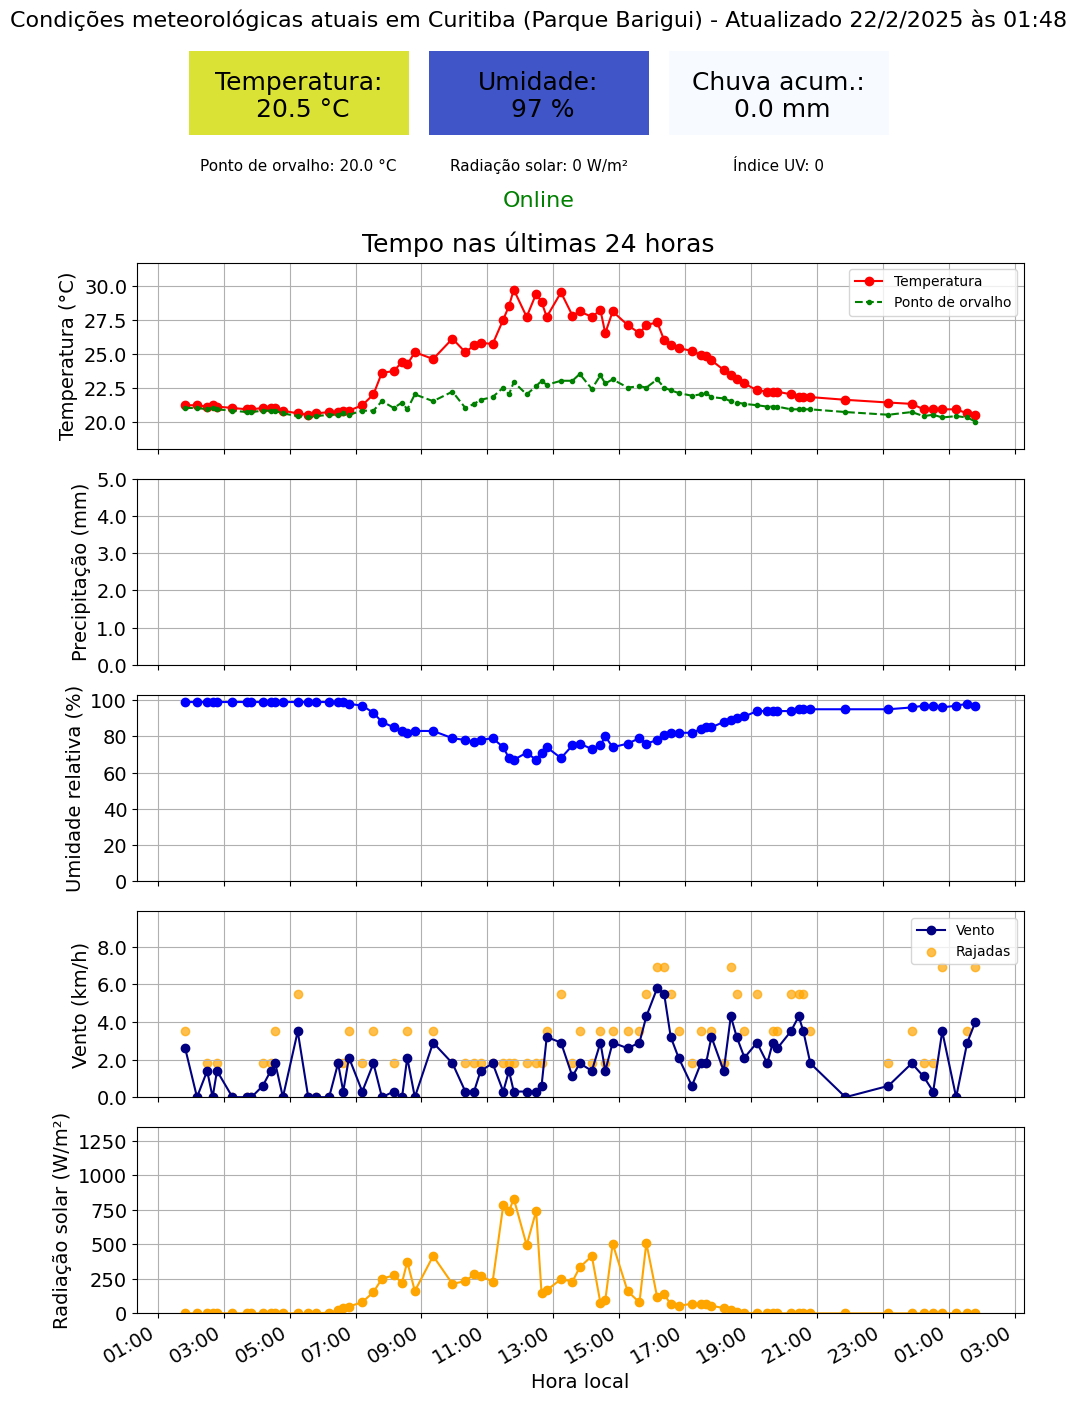 Condições meteorológicas atuais em Curitiba (Parque Barigui) - Atualizado 22/2/2025 às 01:48
Temperatura:
20.5 °C
Umidade:
97 %
Chuva acum.:
0.0 mm
Ponto de orvalho: 20.0 °C
Radiação solar: 0 W/m²
Índice UV: 0
Online
Tempo nas últimas 24 horas
Temperatura (°C)
30.0
27.5
25.0
22.5
20.0
Temperatura
Ponto de orvalho
Precipitação (mm)
5.0
4.0
3.0
2.0
1.0
0.0
Umidade relativa (%)
100
80
60
40
20
0
Vento (km/h)
8.0
6.0
4.0
2.0
0.0
Vento
Rajadas
Radiação solar (W/m²)
1250
1000
750
500
250
0
01:00
03:00
05:00
07:00
09:00
11:00
13:00
15:00
17:00
19:00
21:00
23:00
01:00
03:00
Hora local